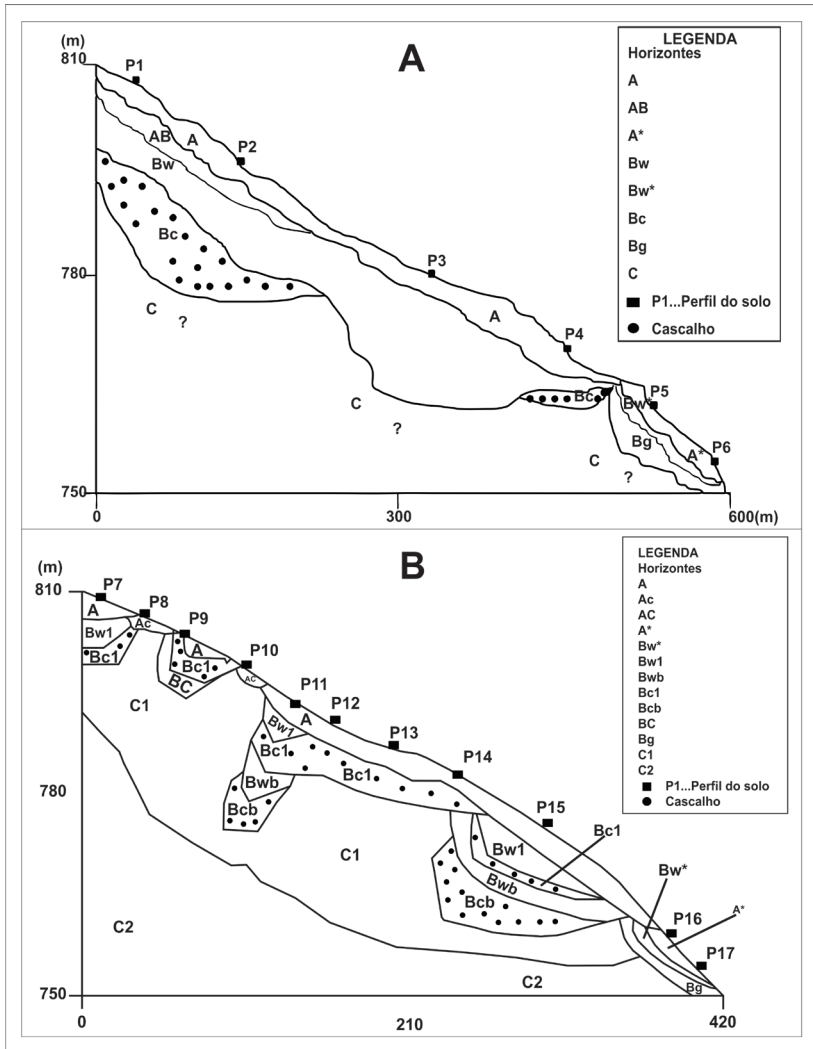 (m)
810
780
750
0
300
600(m)
A
P1
P2
P3
P4
P5
P6
AB
A
Bw
Bc
C
?
C
?
A
Bc
Bw*
Bg
A*
C
?
LEGENDA
Horizontes
A
AB
A*
Bw
Bw*
Bc
Bg
C
P1...Perfil do solo
Cascalho
(m)
810
780
750
0
210
420
B
P7
P8
P9
P10
P11
P12
P13
P14
P15
P16
P17
A
Ac
Bw1
Bc1
A
Bc1
BC
AC
C1
A
Bw1
Bc1
Bc1
Bwb
Bcb
C1
Bw1
Bc1
Bwb
Bcb
Bw*
A*
Bg
C2
C2
LEGENDA
Horizontes
A
Ac
AC
A*
Bw*
Bw1
Bwb
Bc1
Bcb
BC
Bg
C1
C2
P1...Perfil do solo
Cascalho